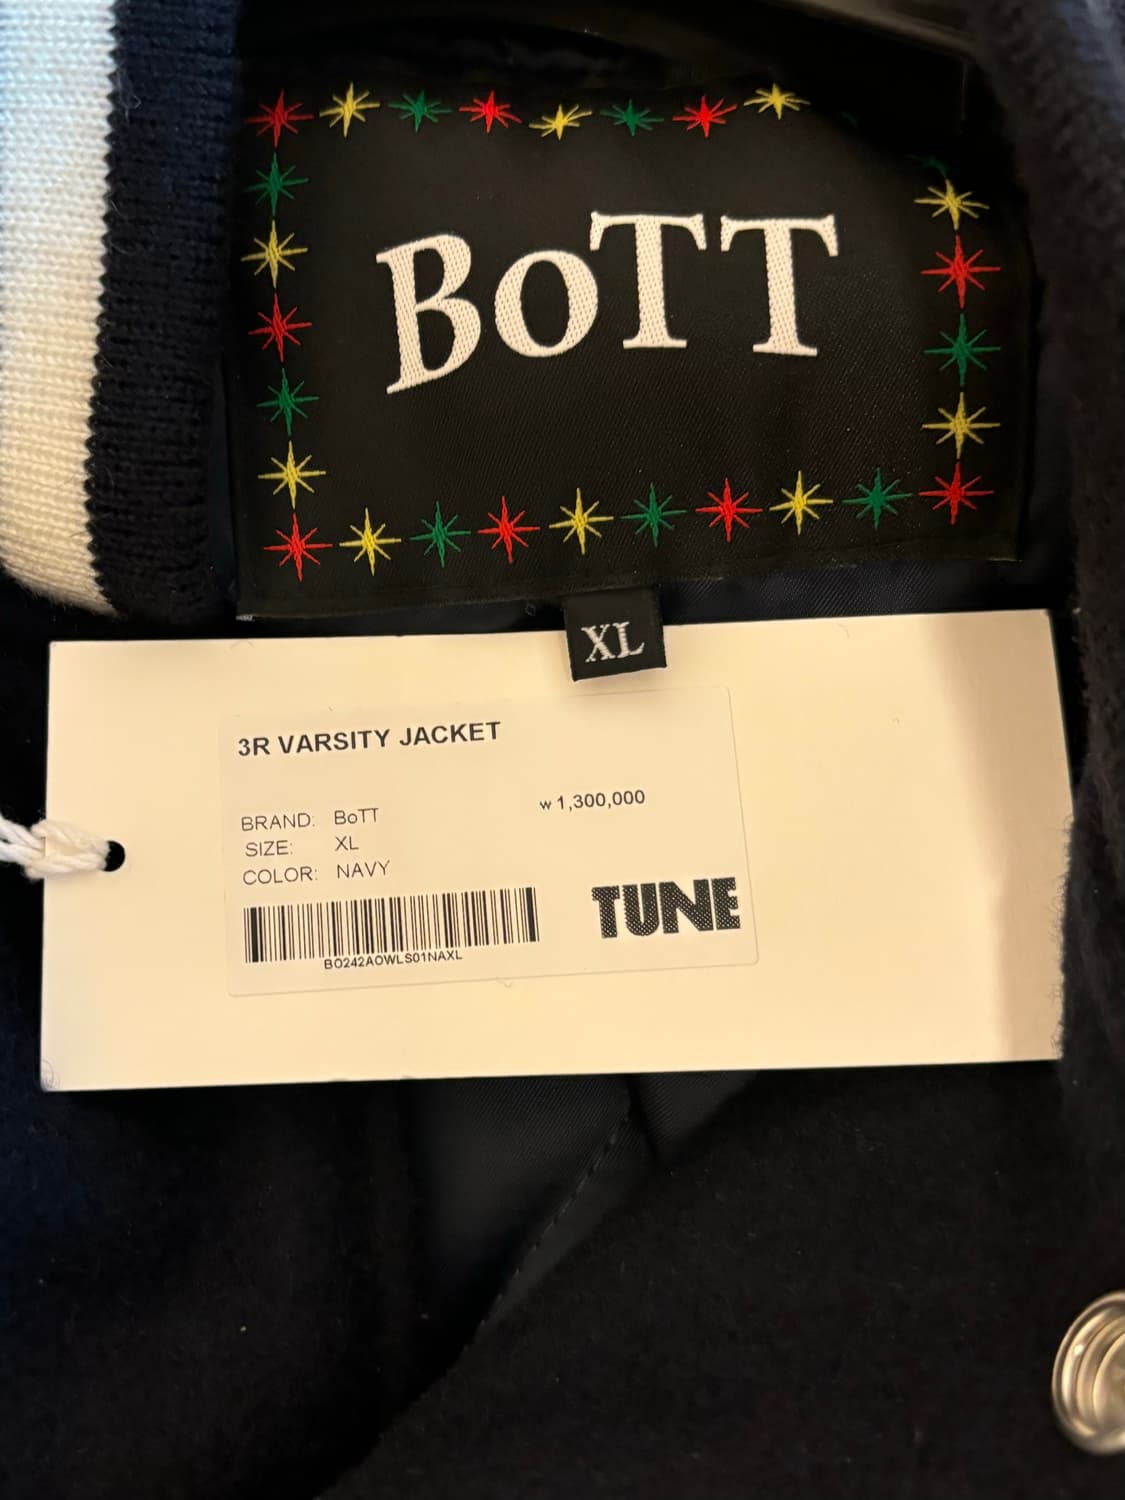 BoTT
XL
3R VARSITY JACKET
₩1,300,000
BRAND: BoTT
SIZE: XL
COLOR: NAVY
TUNE
BO242AOWLS01NAXL